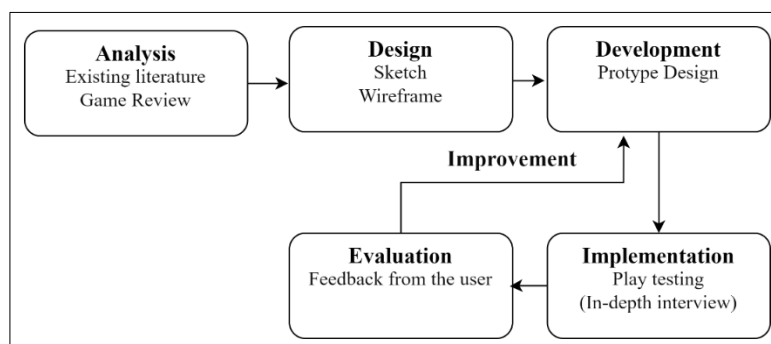 Analysis
Existing literature
Game Review
Design
Sketch
Wireframe
Development
Protype Design
Improvement
Evaluation
Feedback from the user
Implementation
Play testing
(In-depth interview)